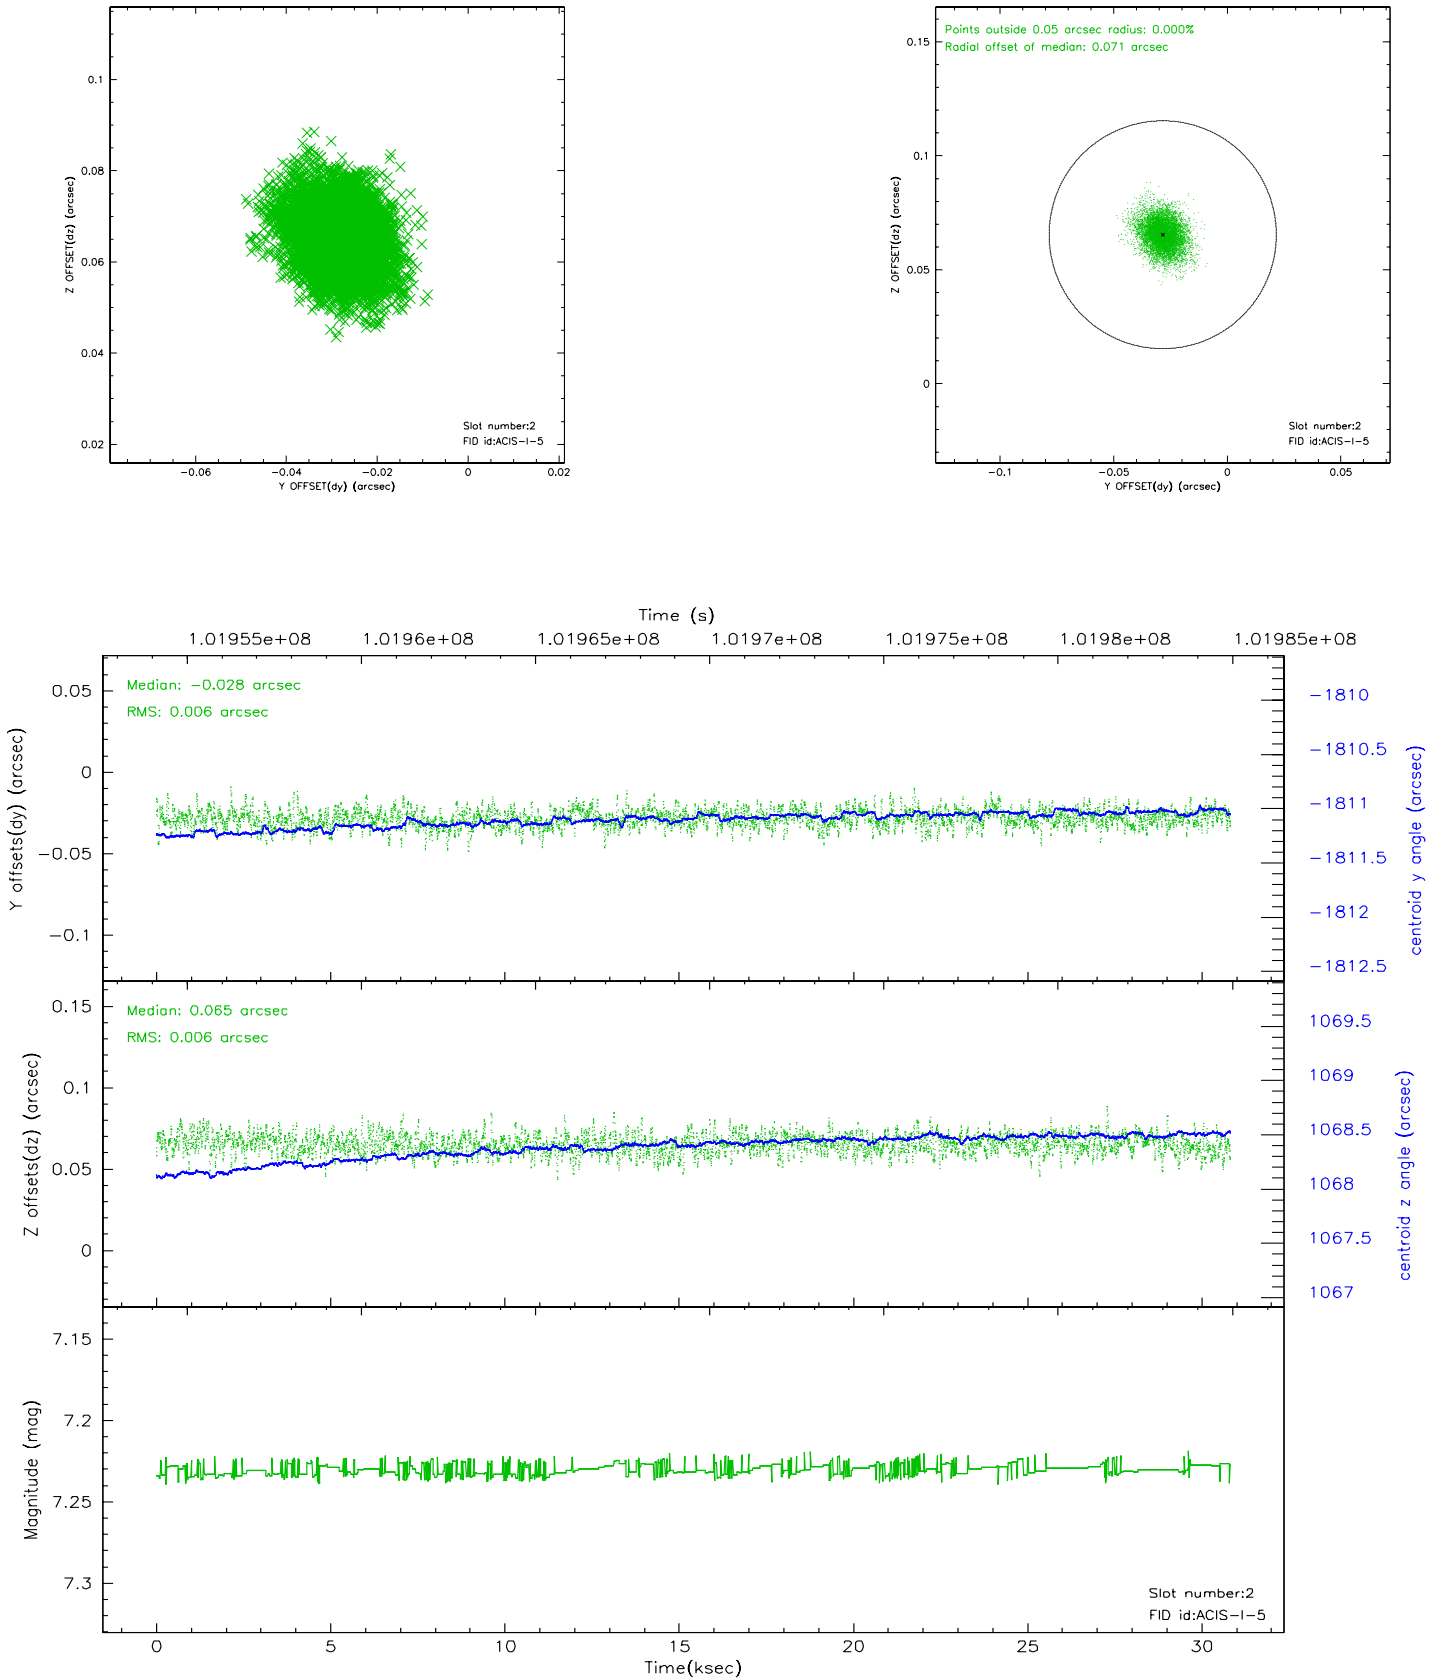 0.1
0.08
0.06
0.04
0.02
Z OFFSET(dz) (arcsec)
Slot number:2
FID id:ACIS-I-5
-0.06 -0.04 -0.02 0 0.02
Y OFFSET(dy) (arcsec)
Points outside 0.05 arcsec radius: 0.000%
Radial offset of median: 0.071 arcsec
0.15
0.1
0.05
0
Z OFFSET(dz) (arcsec)
Slot number:2
FID id:ACIS-I-5
-0.1 -0.05 0 0.05
Y OFFSET(dy) (arcsec)
Time (s)
1.01955e+08 1.0196e+08 1.01965e+08 1.0197e+08 1.01975e+08 1.0198e+08 1.01985e+08
Median: -0.028 arcsec
RMS: 0.006 arcsec
0.05
0
-0.05
-0.1
Y offsets(dy) (arcsec)
-1810
-1810.5
-1811
-1811.5
-1812
-1812.5
centroid y angle (arcsec)
Median: 0.065 arcsec
RMS: 0.006 arcsec
0.15
0.1
0.05
0
Z offsets(dz) (arcsec)
1069.5
1069
1068.5
1068
1067.5
1067
centroid z angle (arcsec)
7.15
7.2
7.25
7.3
Magnitude (mag)
Slot number:2
FID id:ACIS-I-5
0 5 10 15 20 25 30
Time(ksec)